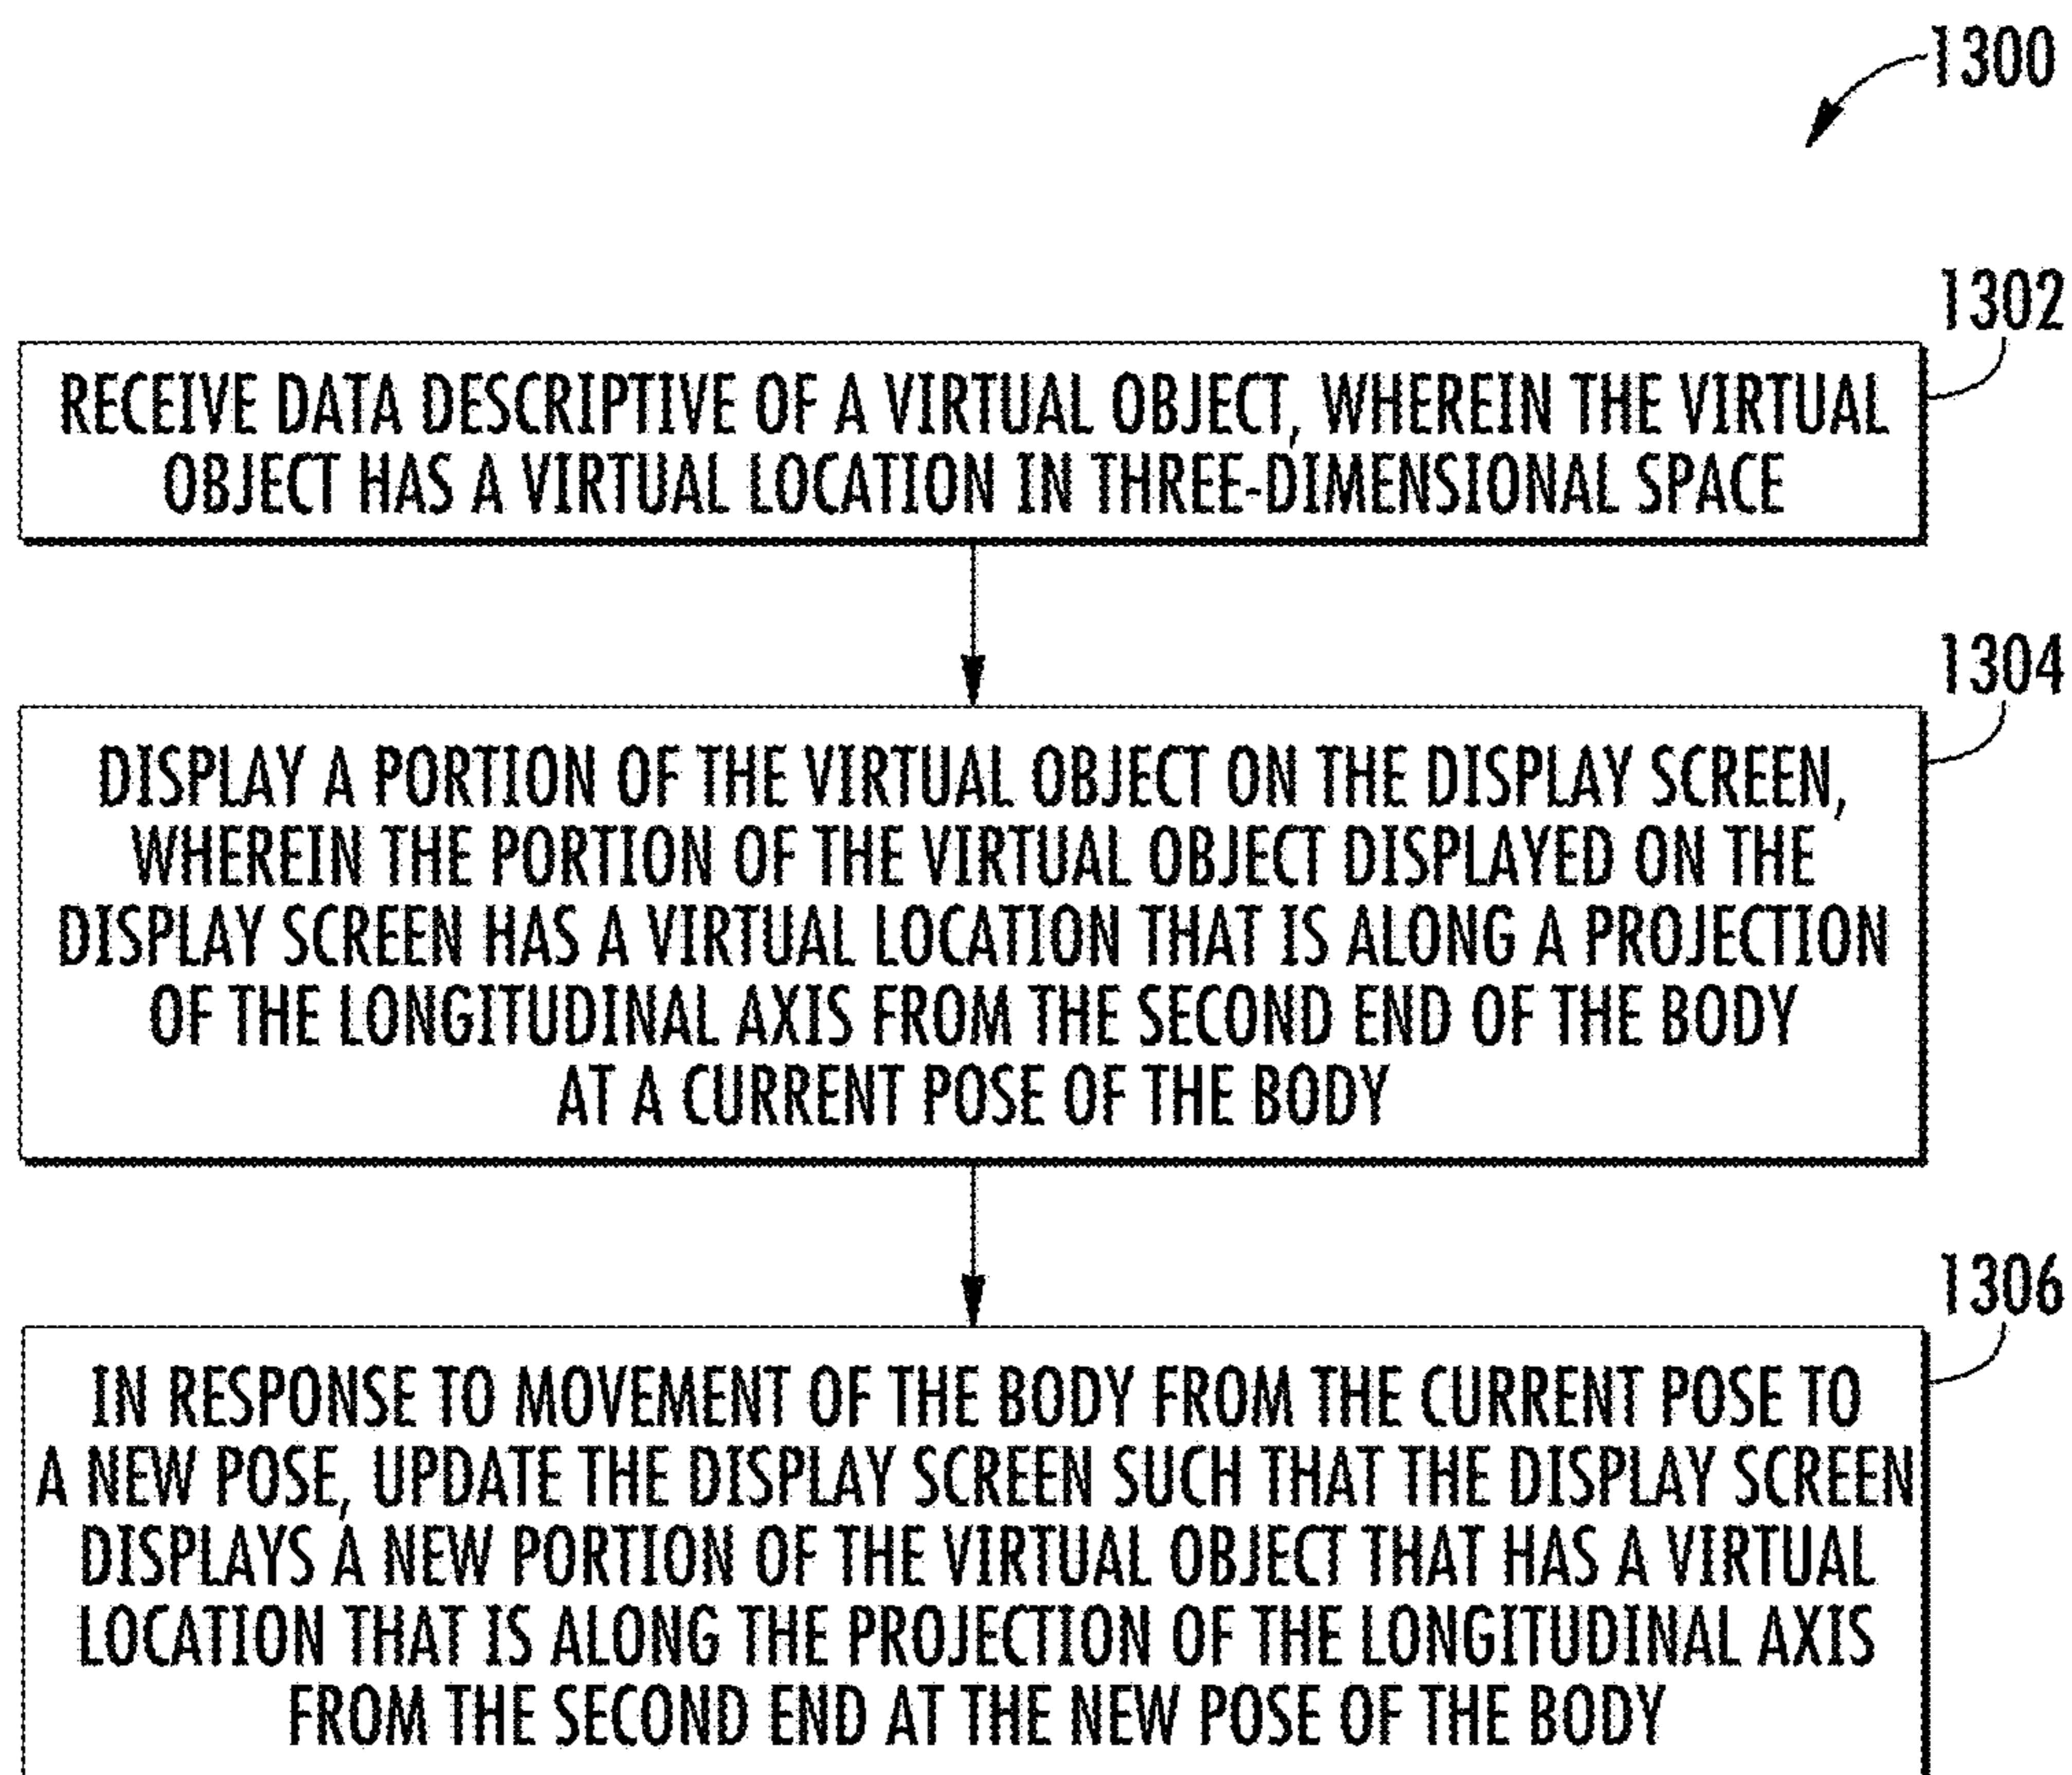 1300
1302
RECEIVE DATA DESCRIPTIVE OF A VIRTUAL OBJECT, WHEREIN THE VIRTUAL
OBJECT HAS A VIRTUAL LOCATION IN THREE-DIMENSIONAL SPACE
1304
DISPLAY A PORTION OF THE VIRTUAL OBJECT ON THE DISPLAY SCREEN,
WHEREIN THE PORTION OF THE VIRTUAL OBJECT DISPLAYED ON THE
DISPLAY SCREEN HAS A VIRTUAL LOCATION THAT IS ALONG A PROJECTION
OF THE LONGITUDINAL AXIS FROM THE SECOND END OF THE BODY
AT A CURRENT POSE OF THE BODY
1306
IN RESPONSE TO MOVEMENT OF THE BODY FROM THE CURRENT POSE TO
A NEW POSE, UPDATE THE DISPLAY SCREEN SUCH THAT THE DISPLAY SCREEN
DISPLAYS A NEW PORTION OF THE VIRTUAL OBJECT THAT HAS A VIRTUAL
LOCATION THAT IS ALONG THE PROJECTION OF THE LONGITUDINAL AXIS
FROM THE SECOND END AT THE NEW POSE OF THE BODY